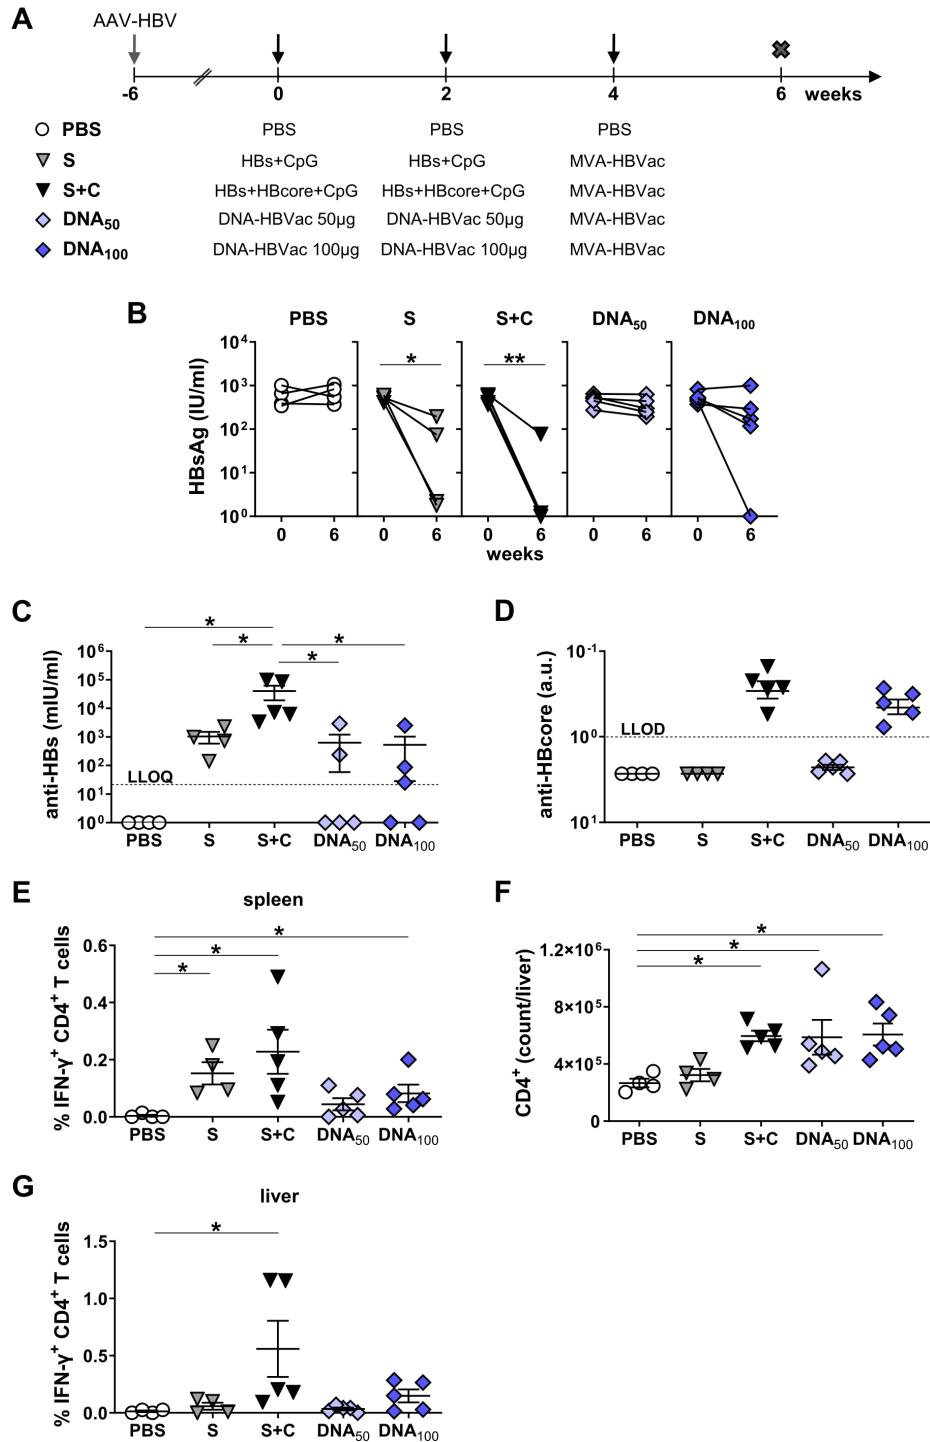 A
AAV-HBV
-6 0 2 4 6 weeks
PBS PBS PBS PBS
S HBs+CpG HBs+CpG MVA-HBVac
S+C HBs+HBcore+CpG HBs+HBcore+CpG MVA-HBVac
DNA50 DNA-HBVac 50µg DNA-HBVac 50µg MVA-HBVac
DNA100 DNA-HBVac 100µg DNA-HBVac 100µg MVA-HBVac
B
PBS S S+C DNA50 DNA100
HBsAg (IU/ml)
10⁴
10³
10²
10¹
10⁰
* **
0 6 0 6 0 6 0 6 0 6
weeks
C
anti-HBs (mIU/ml)
10⁶
10⁵
10⁴
10³
10²
10¹
10⁰
* * * *
LLOQ
PBS S S+C DNA50 DNA100
D
anti-HBcore (a.u.)
10⁻¹
10⁰
10¹
LLOD
PBS S S+C DNA50 DNA100
E
spleen
% IFN-γ⁺ CD4⁺ T cells
0.6
0.4
0.2
0.0
* * *
PBS S S+C DNA50 DNA100
F
CD4⁺ (count/liver)
1.2×10⁶
8×10⁵
4×10⁵
0
* * *
PBS S S+C DNA50 DNA100
G
liver
% IFN-γ⁺ CD4⁺ T cells
1.5
1.0
0.5
0.0
*
PBS S S+C DNA50 DNA100